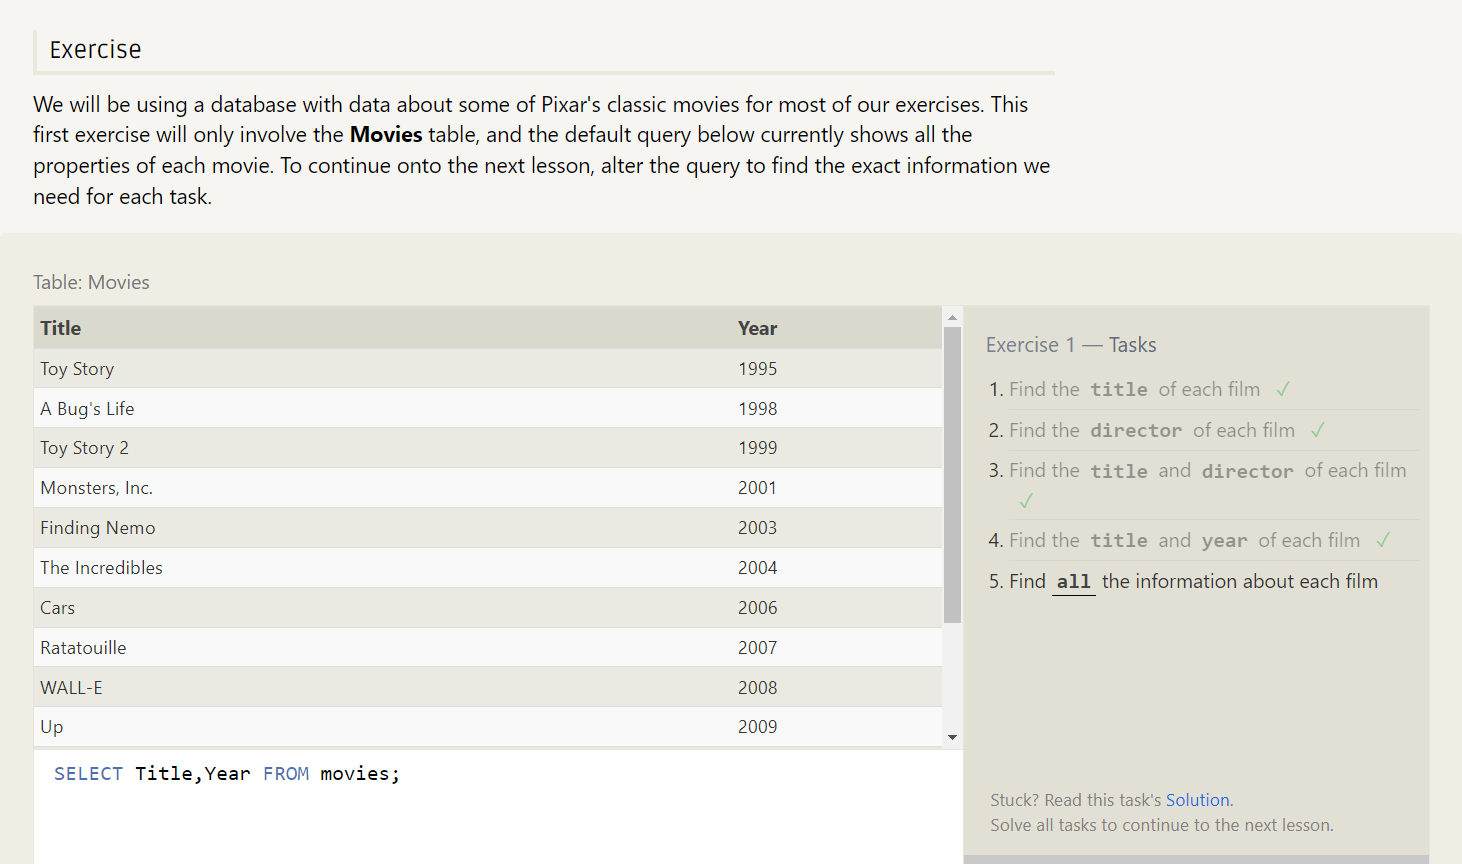 Exercise
We will be using a database with data about some of Pixar's classic movies for most of our exercises. This
first exercise will only involve the Movies table, and the default query below currently shows all the
properties of each movie. To continue onto the next lesson, alter the query to find the exact information we
need for each task.
Table: Movies
Title Year
Toy Story 1995
A Bug's Life 1998
Toy Story 2 1999
Monsters, Inc. 2001
Finding Nemo 2003
The Incredibles 2004
Cars 2006
Ratatouille 2007
WALL-E 2008
Up 2009
SELECT Title,Year FROM movies;
Exercise 1 — Tasks
1. Find the title of each film ✓
2. Find the director of each film ✓
3. Find the title and director of each film
✓
4. Find the title and year of each film ✓
5. Find all the information about each film
Stuck? Read this task's Solution.
Solve all tasks to continue to the next lesson.